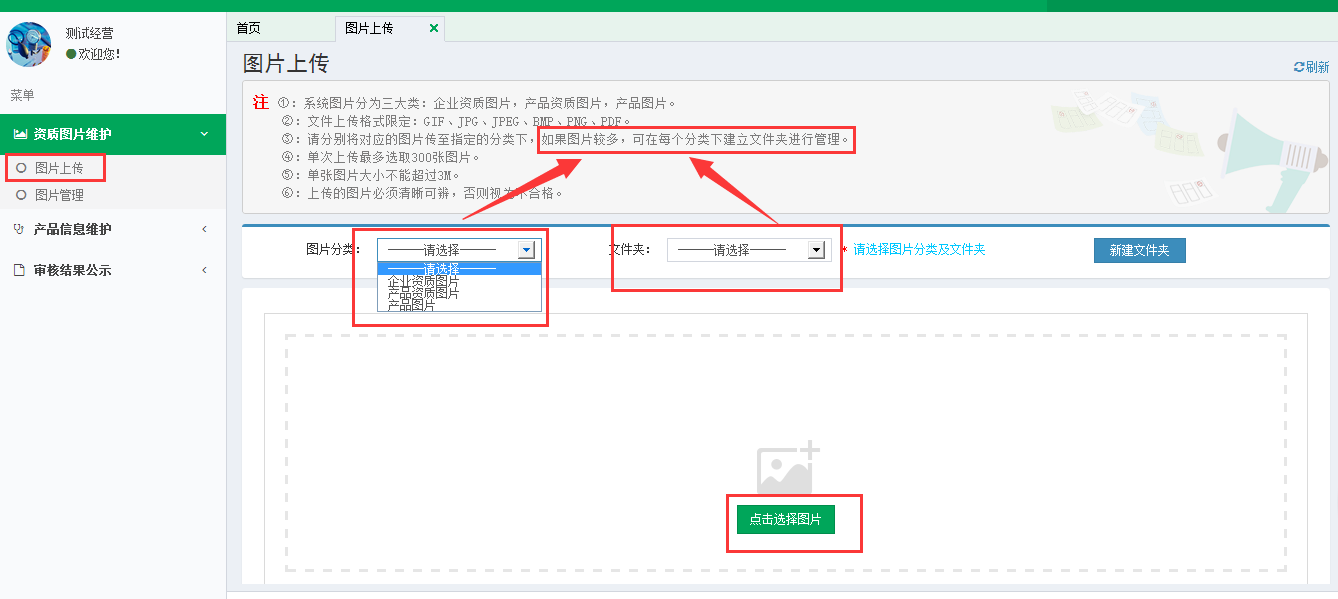 测试经营
欢迎您!
菜单
资质图片维护
图片上传
图片管理
产品信息维护
审核结果公示
首页
图片上传
图片上传
刷新
注 ①: 系统图片分为三大类: 企业资质图片, 产品资质图片, 产品图片。
②: 文件上传格式限定: GIF、JPG、JPEG、BMP、PNG、PDF。
③: 请分别将对应的图片传至指定的分类下, 如果图片较多, 可在每个分类下建立文件夹进行管理。
④: 单次上传最多选取300张图片。
⑤: 单张图片大小不能超过3M。
⑥: 上传的图片必须清晰可辨, 否则视为不合格。
图片分类: ———请选择——— 文件夹: ———请选择——— * 请选择图片分类及文件夹 新建文件夹
———请选择———
企业资质图片
产品资质图片
产品图片
点击选择图片